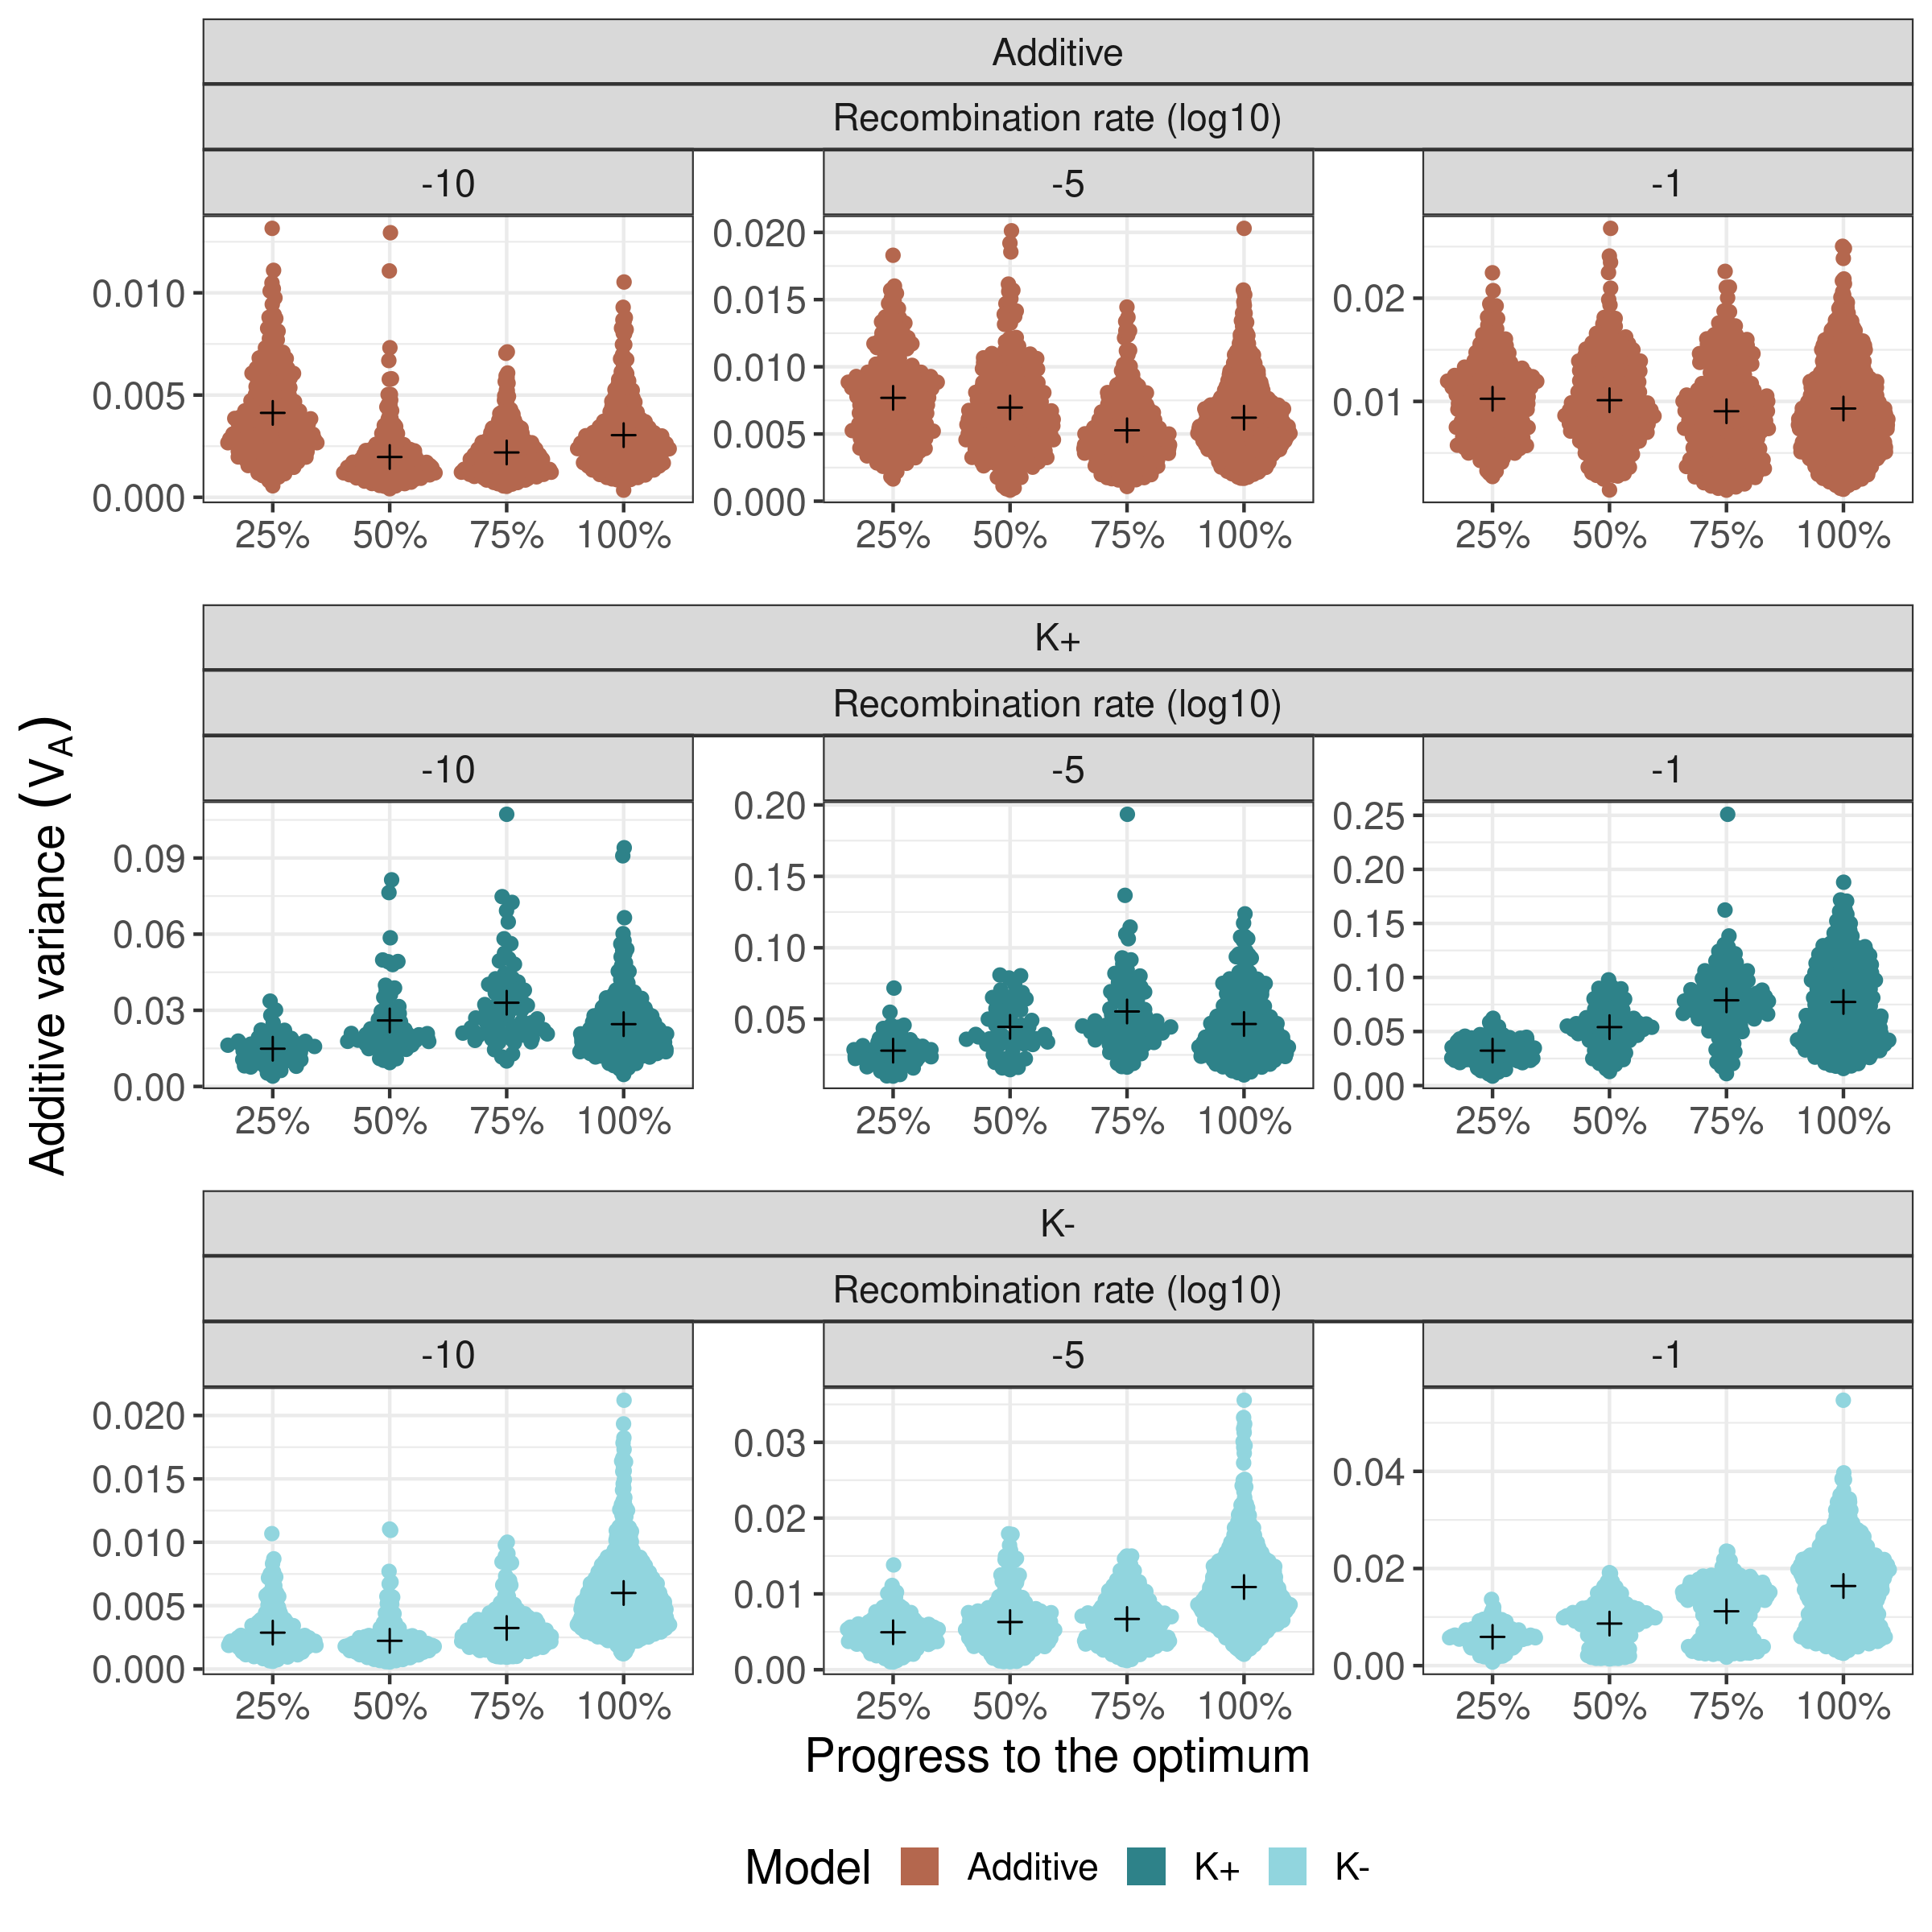 Additive
Recombination rate (log10)
-10 -5 -1
0.010
0.005
0.000
0.020
0.015
0.010
0.005
0.000
0.02
0.01
25% 50% 75% 100% 25% 50% 75% 100% 25% 50% 75% 100%
K+
Recombination rate (log10)
-10 -5 -1
0.09
0.06
0.03
0.00
0.20
0.15
0.10
0.05
0.25
0.20
0.15
0.10
0.05
0.00
25% 50% 75% 100% 25% 50% 75% 100% 25% 50% 75% 100%
K-
Recombination rate (log10)
-10 -5 -1
0.020
0.015
0.010
0.005
0.000
0.03
0.02
0.01
0.00
0.04
0.02
0.00
25% 50% 75% 100% 25% 50% 75% 100% 25% 50% 75% 100%
Additive variance (VA)
Progress to the optimum
Model Additive K+ K-